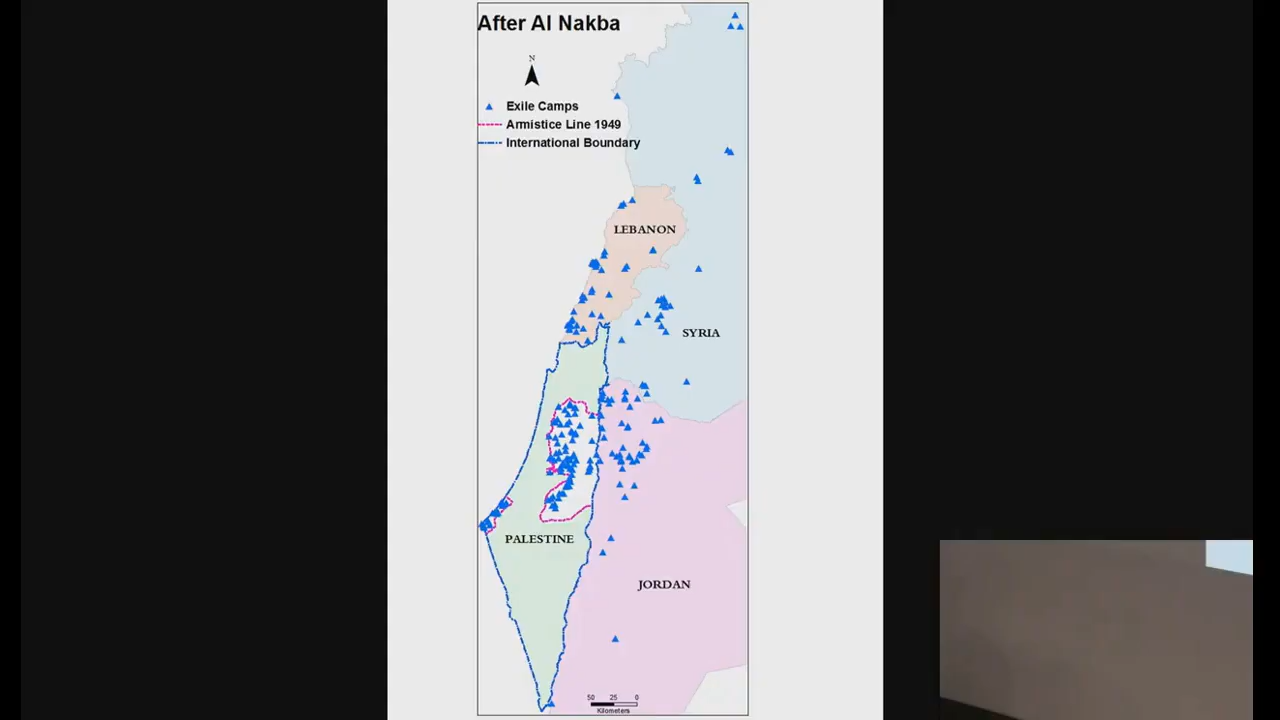 After Al Nakba
N
Exile Camps
Armistice Line 1949
International Boundary
LEBANON
SYRIA
PALESTINE
JORDAN
50 25 0
Kilometers